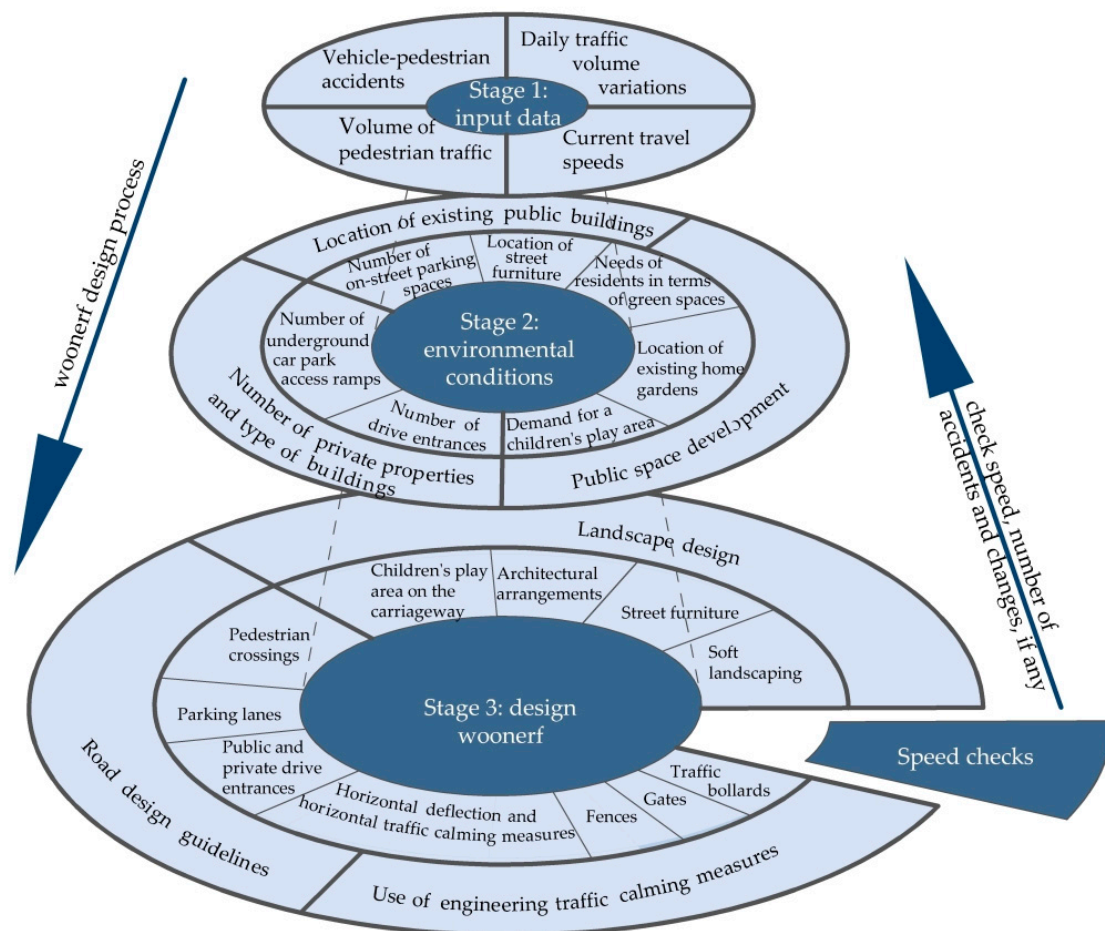 Vehicle-pedestrian
accidents
Daily traffic
volume
variations
Stage 1:
input data
Volume of
pedestrian traffic
Current travel
speeds
woonerf design process
Location of existing public buildings
Number of
on-street parking
spaces
Location of
street
furniture
Needs of
residents in terms
of green spaces
Number of
underground
car park
access ramps
Stage 2:
environmental
conditions
Location of
existing home
gardens
Number of
drive entrances
Demand for a
children's play area
Number of private properties
and type of buildings
Public space development
check speed, number of
accidents and changes, if any
Landscape design
Children's play
area on the
carriageway
Architectural
arrangements
Street furniture
Soft
landscaping
Pedestrian
crossings
Parking lanes
Public and
private drive
entrances
Stage 3: design
woonerf
Speed checks
Horizontal deflection and
horizontal traffic calming measures
Fences
Gates
Traffic
bollards
Road design guidelines
Use of engineering traffic calming measures